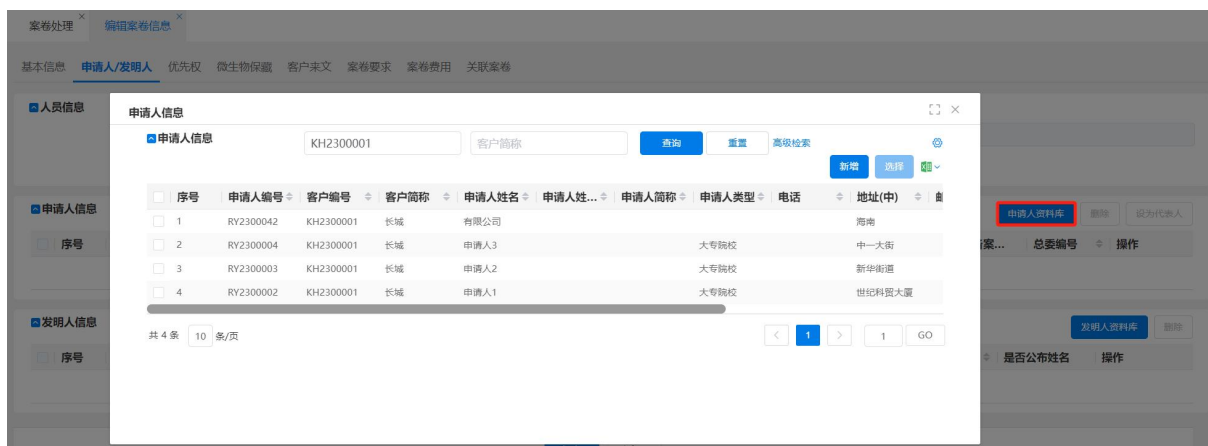 案卷处理 × 编辑案卷信息 ×
基本信息 申请人/发明人 优先权 微生物保藏 客户来文 案卷要求 案卷费用 关联案卷
人员信息
申请人信息
申请人信息 KH2300001 客户简称 查询 重置 高级检索
新增 选择
序号 申请人编号 客户编号 客户简称 申请人姓名 申请人姓... 申请人简称 申请人类型 电话 地址(中)
1 RY2300042 KH2300001 长城 有限公司 海南
2 RY2300004 KH2300001 长城 申请人3 大专院校 中一大街
3 RY2300003 KH2300001 长城 申请人2 大专院校 新华街道
4 RY2300002 KH2300001 长城 申请人1 大专院校 世纪科贸大厦
共 4 条 10 条/页 < 1 > 1 GO
申请人信息 申请人资料库 删除 设为代表人
序号 案... 总委编号 操作
发明人信息 发明人资料库 删除
序号 是否公布姓名 操作